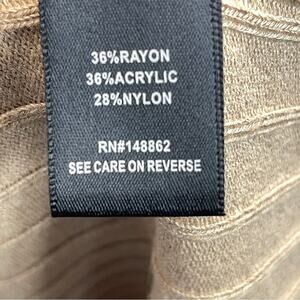 36%RAYON
36%ACRYLIC
28%NYLON
RN#148862
SEE CARE ON REVERSE